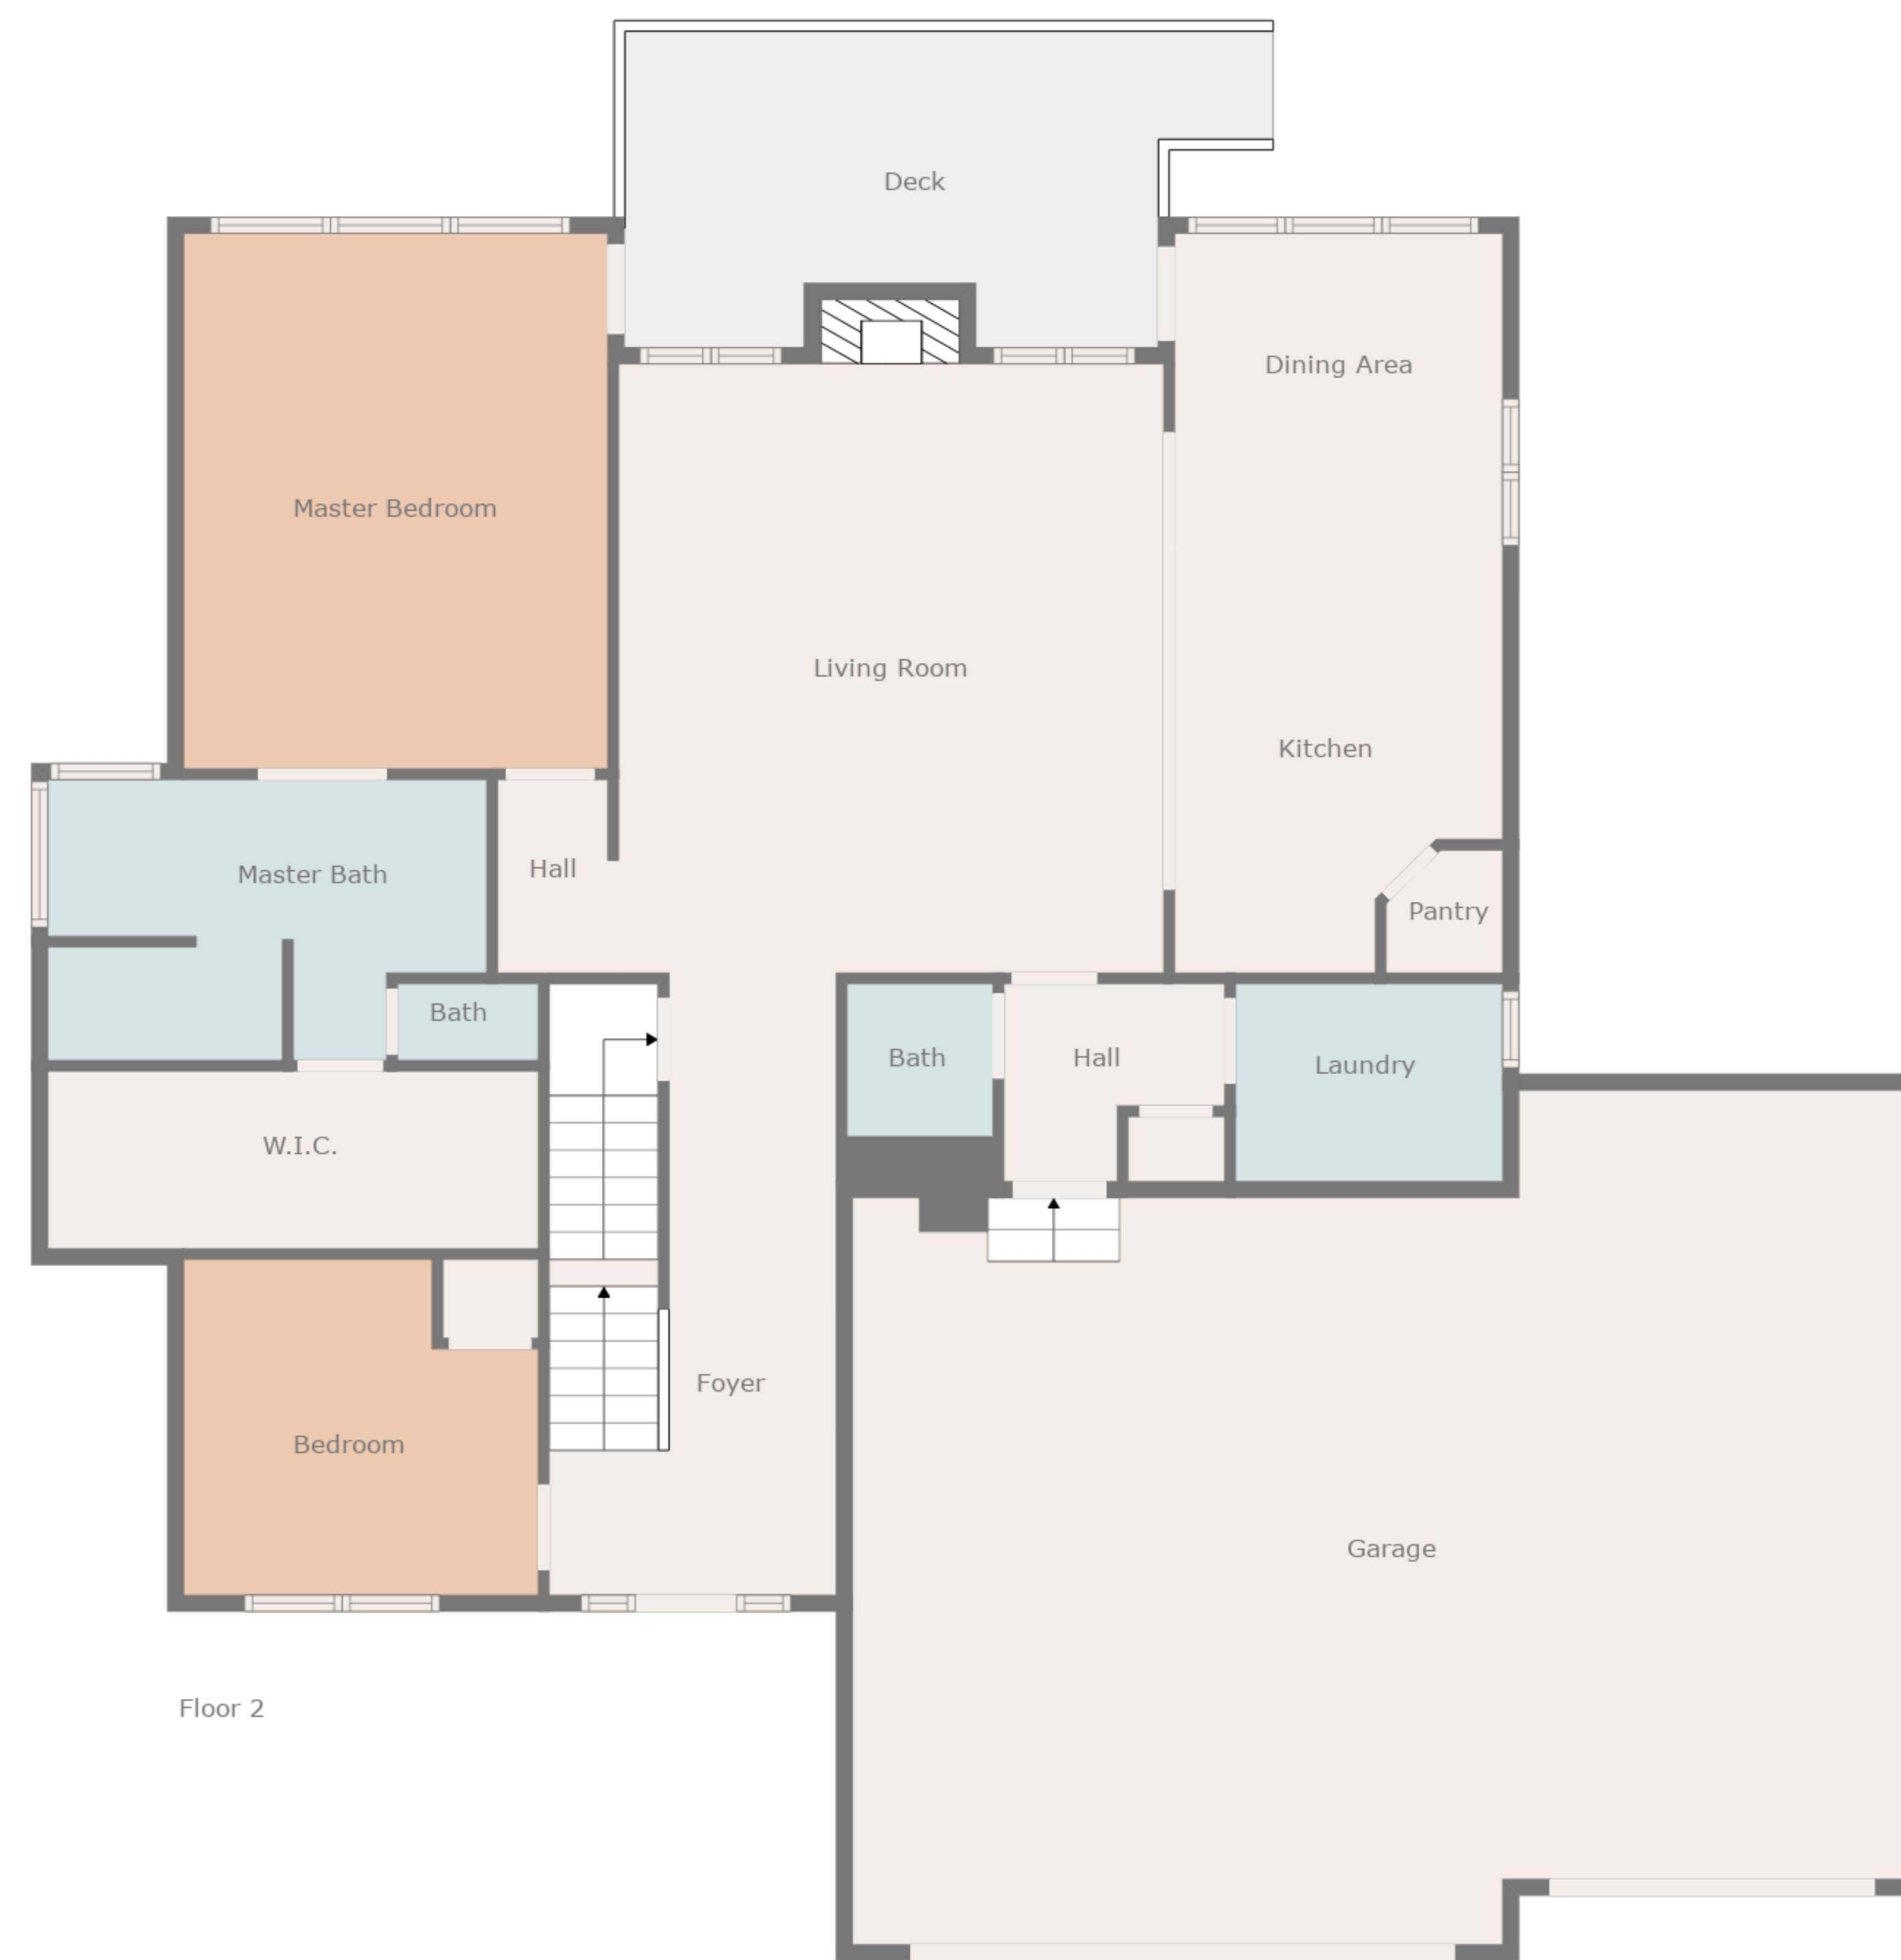 Deck
Dining Area
Master Bedroom
Living Room
Kitchen
Hall
Master Bath
Pantry
Bath
Bath
Hall
Laundry
W.I.C.
Foyer
Bedroom
Garage
Floor 2